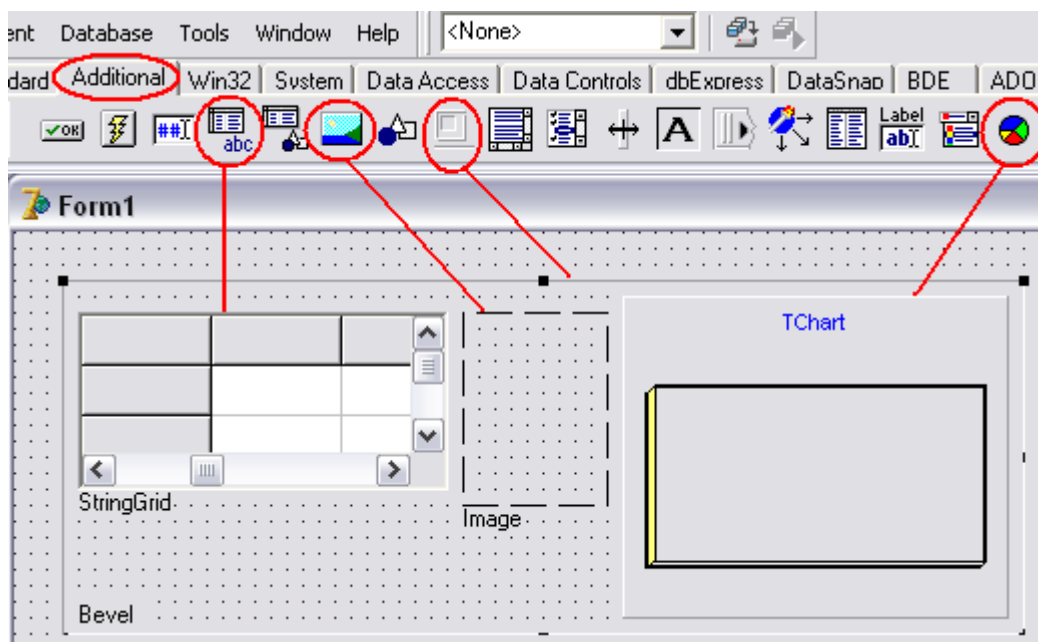 ent Database Tools Window Help <None>
dard Additional Win32 System Data Access Data Controls dbExpress DataSnap BDE ADO
OK ##I abc A Label abI
Form1
TChart
StringGrid
Image
Bevel